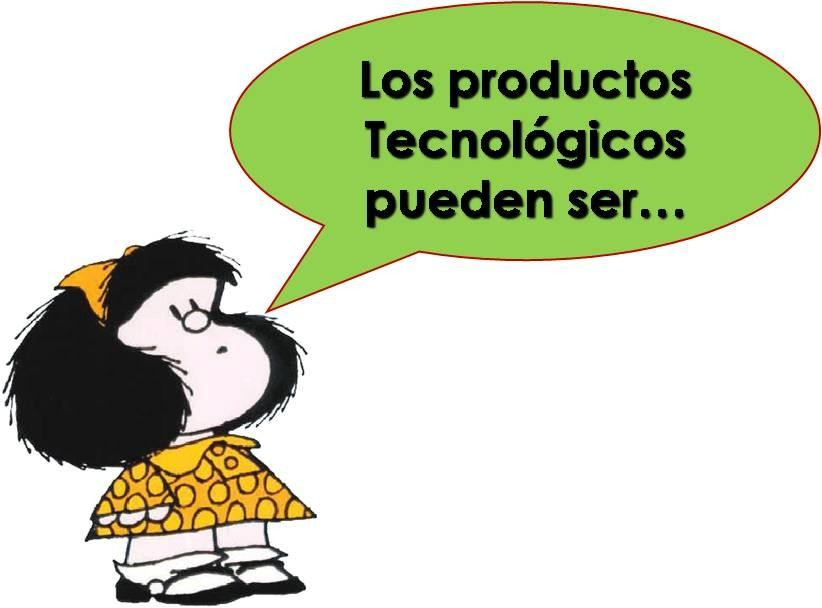 Los productos
Tecnológicos
pueden ser...